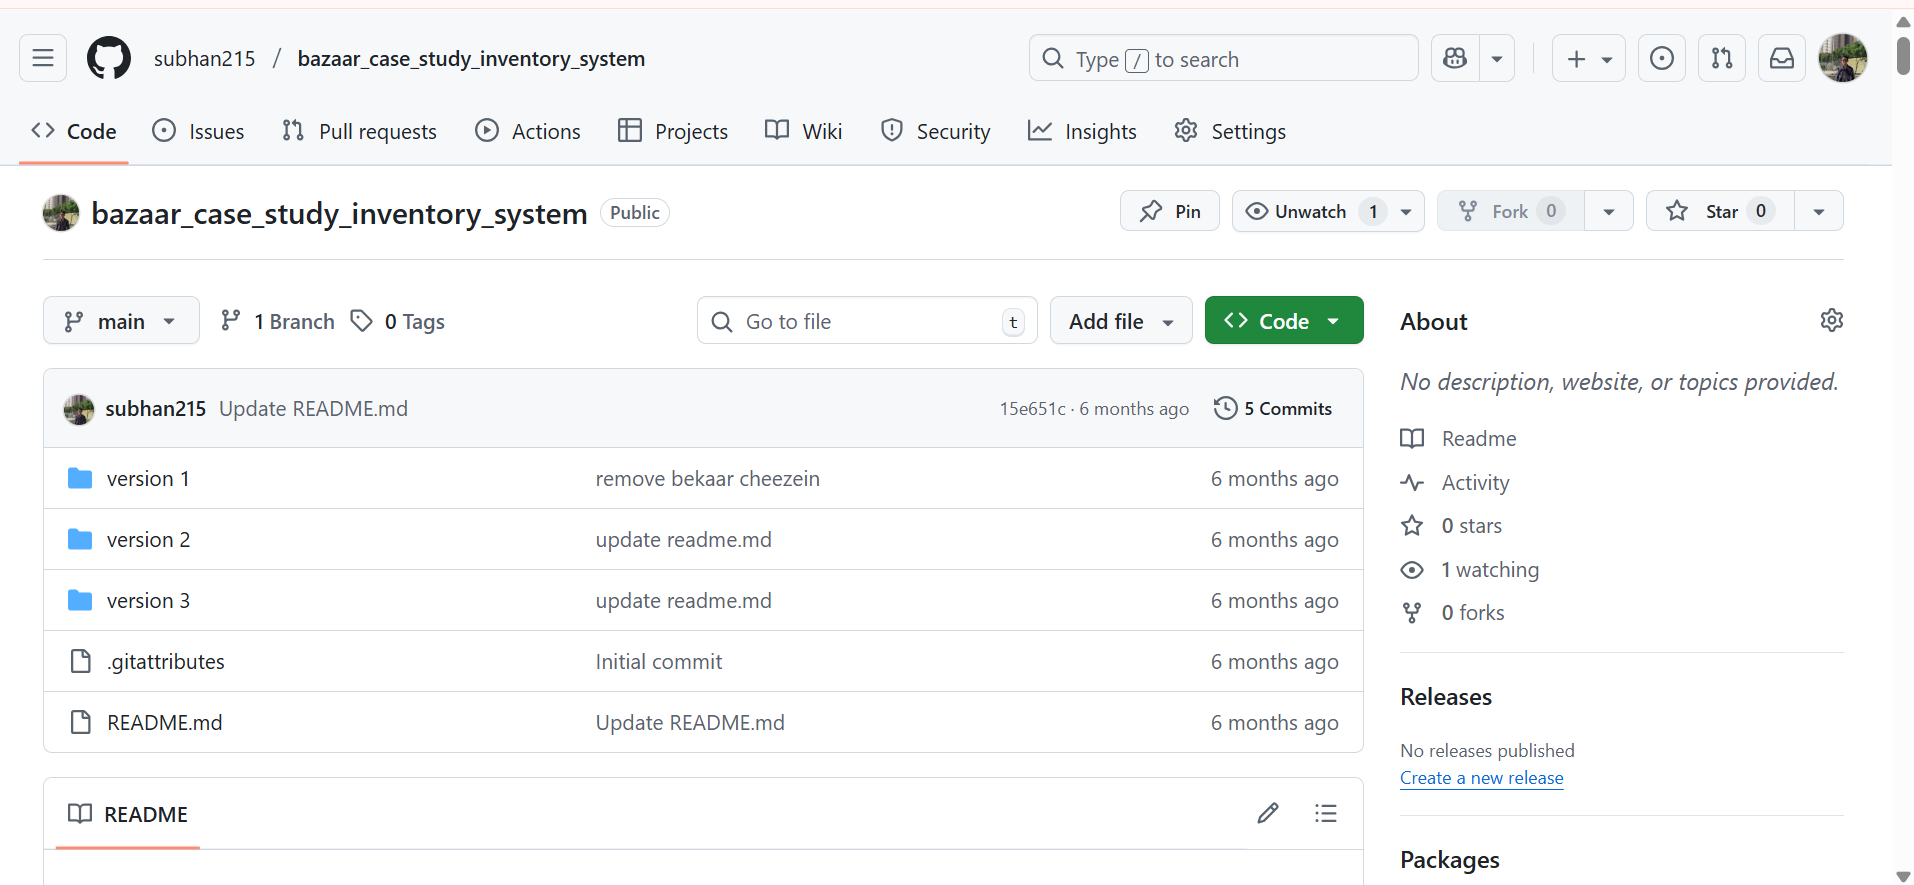 subhan215 / bazaar_case_study_inventory_system
Type / to search
Code Issues Pull requests Actions Projects Wiki Security Insights Settings
bazaar_case_study_inventory_system Public
Pin Unwatch 1 Fork 0 Star 0
main 1 Branch 0 Tags
Go to file t
Add file
Code
subhan215 Update README.md 15e651c · 6 months ago 5 Commits
version 1 remove bekaar cheezein 6 months ago
version 2 update readme.md 6 months ago
version 3 update readme.md 6 months ago
.gitattributes Initial commit 6 months ago
README.md Update README.md 6 months ago
README
About
No description, website, or topics provided.
Readme
Activity
0 stars
1 watching
0 forks
Releases
No releases published
Create a new release
Packages